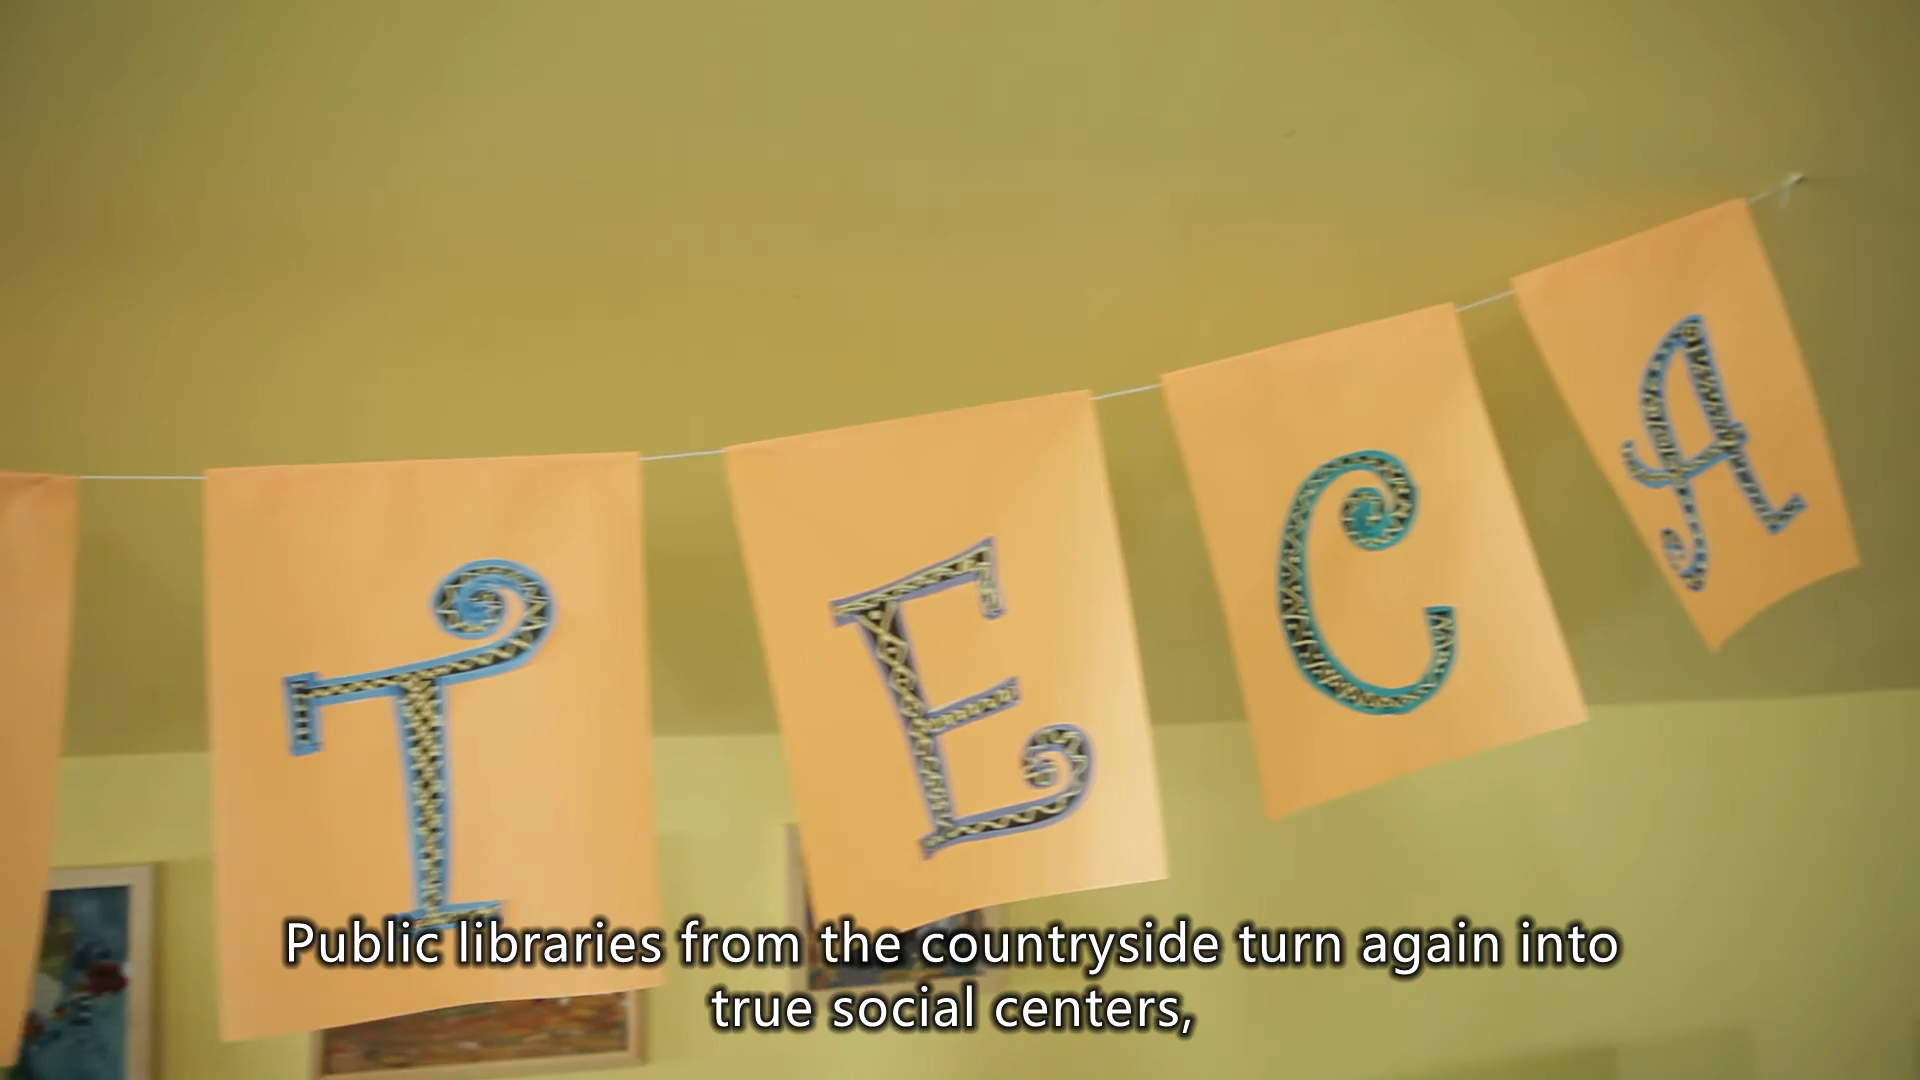 TECA
Public libraries from the countryside turn again into
true social centers,